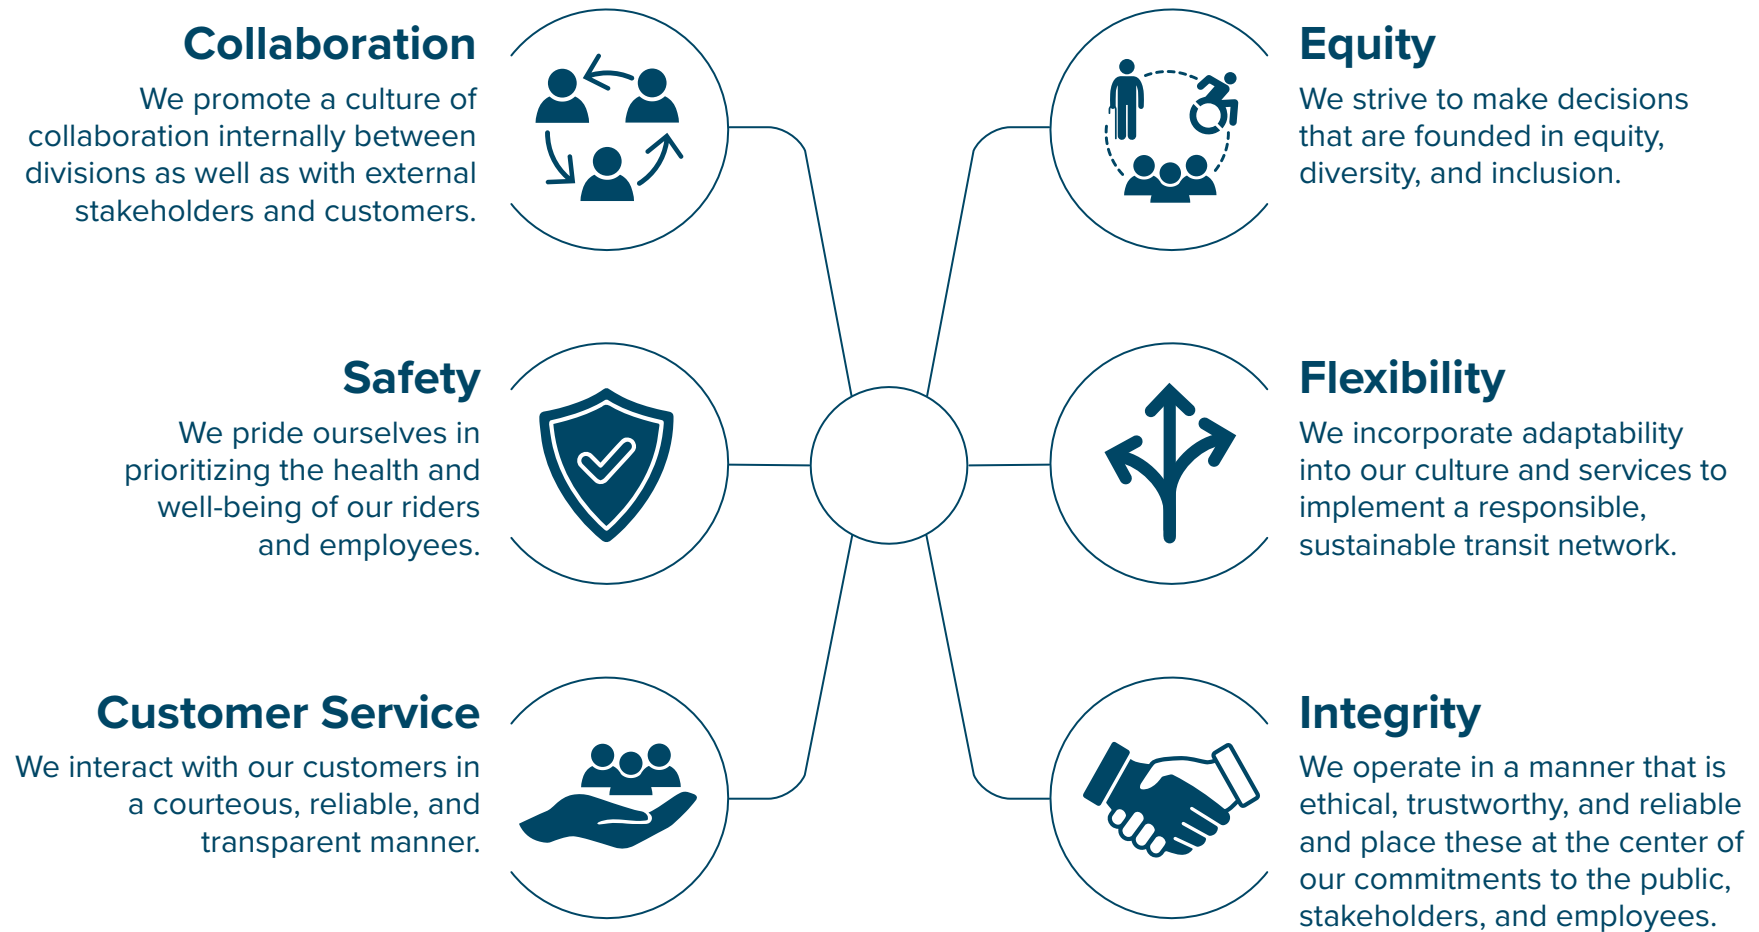 Collaboration
We promote a culture of
collaboration internally between
divisions as well as with external
stakeholders and customers.
Safety
We pride ourselves in
prioritizing the health and
well-being of our riders
and employees.
Customer Service
We interact with our customers in
a courteous, reliable, and
transparent manner.
Equity
We strive to make decisions
that are founded in equity,
diversity, and inclusion.
Flexibility
We incorporate adaptability
into our culture and services to
implement a responsible,
sustainable transit network.
Integrity
We operate in a manner that is
ethical, trustworthy, and reliable
and place these at the center of
our commitments to the public,
stakeholders, and employees.